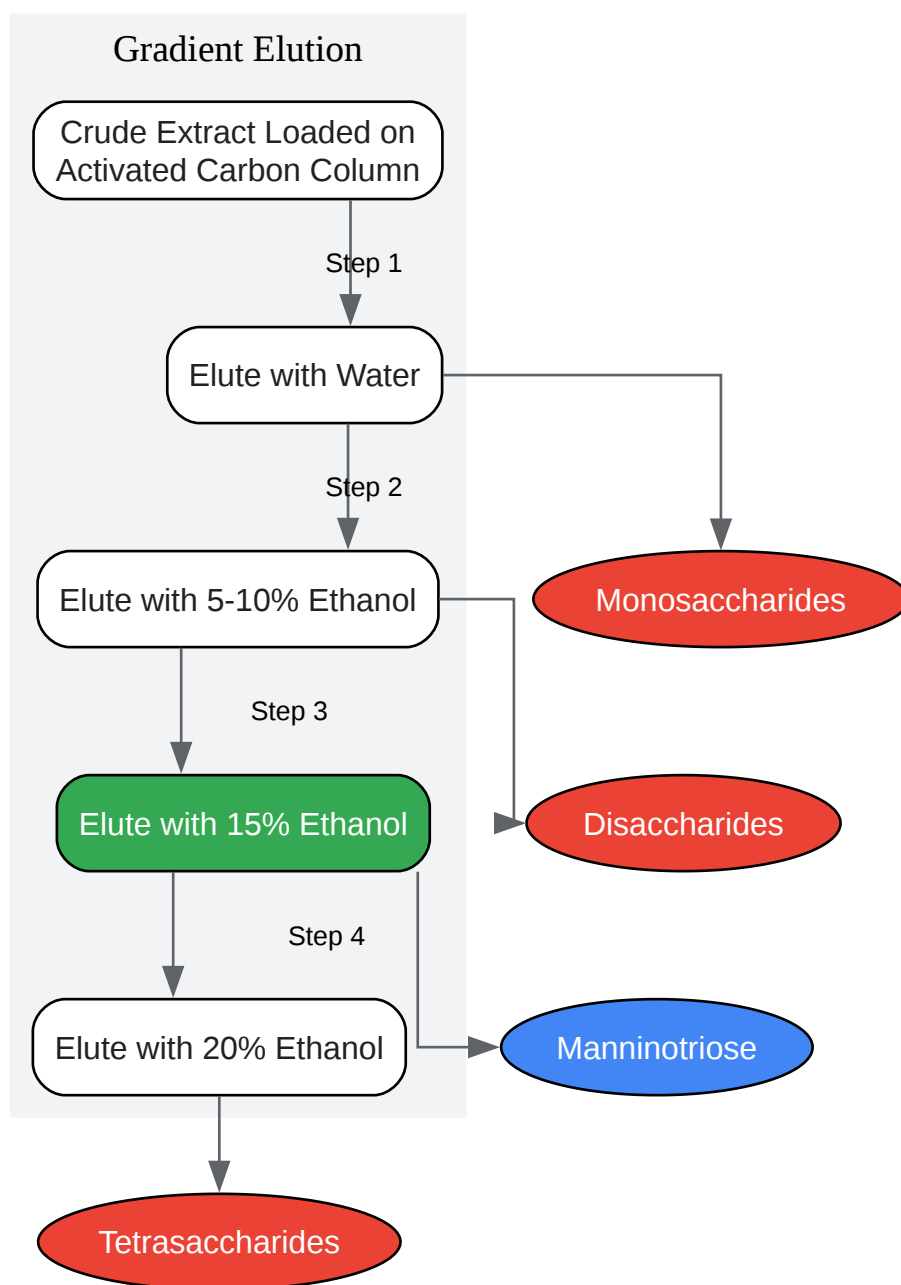 Gradient Elution
Crude Extract Loaded on
Activated Carbon Column
Step 1
Elute with Water
Step 2
Elute with 5-10% Ethanol
Monosaccharides
Step 3
Elute with 15% Ethanol
Disaccharides
Step 4
Elute with 20% Ethanol
Manninotriose
Tetrasaccharides